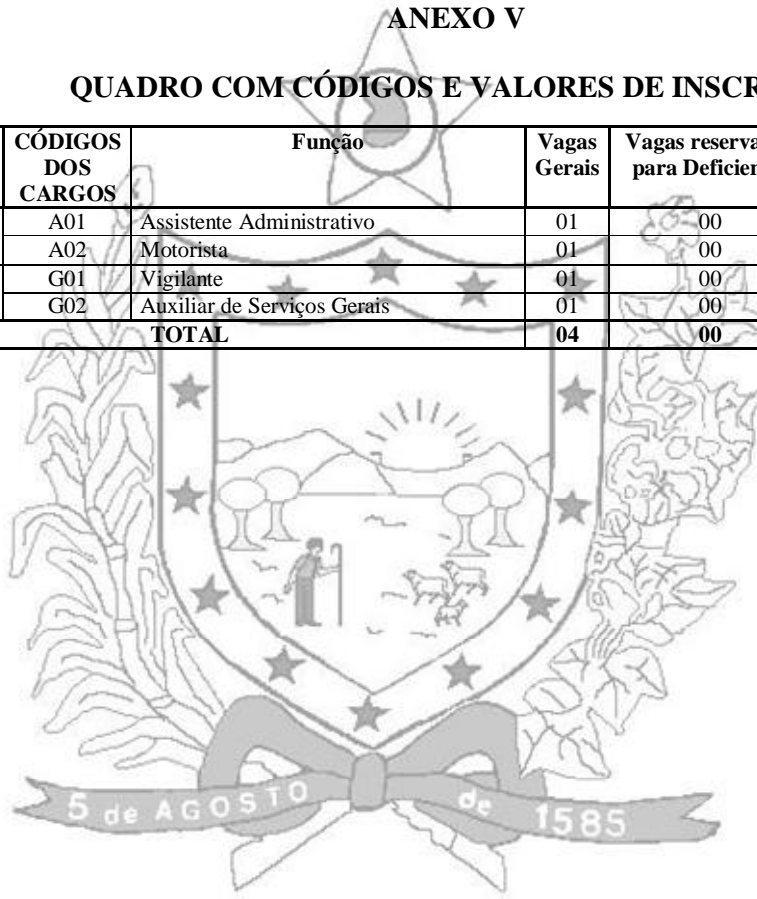 ANEXO V
QUADRO COM CÓDIGOS E VALORES DE INSCR
CÓDIGOS DOS CARGOS Função Vagas Gerais Vagas reserva para Deficien
A01 Assistente Administrativo 01 00
A02 Motorista 01 00
G01 Vigilante 01 00
G02 Auxiliar de Serviços Gerais 01 00
TOTAL 04 00
5 de AGOSTO de 1585